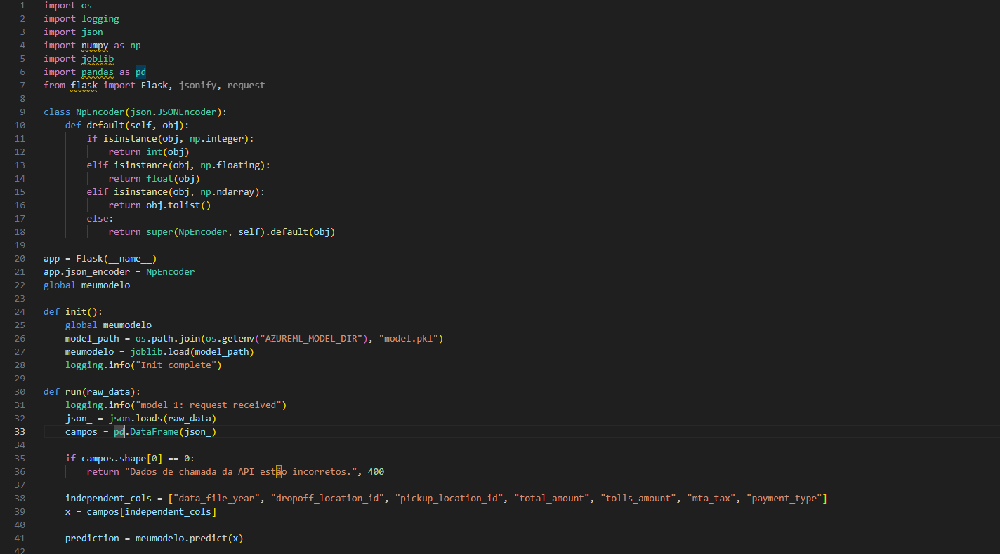 1 import os
2 import logging
3 import json
4 import numpy as np
5 import joblib
6 import pandas as pd
7 from flask import Flask, jsonify, request
8
9 class NpEncoder(json.JSONEncoder):
10     def default(self, obj):
11         if isinstance(obj, np.integer):
12             return int(obj)
13         elif isinstance(obj, np.floating):
14             return float(obj)
15         elif isinstance(obj, np.ndarray):
16             return obj.tolist()
17         else:
18             return super(NpEncoder, self).default(obj)
19
20 app = Flask(__name__)
21 app.json_encoder = NpEncoder
22 global meumodelo
23
24 def init():
25     global meumodelo
26     model_path = os.path.join(os.getenv("AZUREML_MODEL_DIR"), "model.pkl")
27     meumodelo = joblib.load(model_path)
28     logging.info("Init complete")
29
30 def run(raw_data):
31     logging.info("model 1: request received")
32     json_ = json.loads(raw_data)
33     campos = pd.DataFrame(json_)
34
35     if campos.shape[0] == 0:
36         return "Dados de chamada da API estão incorretos.", 400
37
38     independent_cols = ["data_file_year", "dropoff_location_id", "pickup_location_id", "total_amount", "tolls_amount", "mta_tax", "payment_type"]
39     x = campos[independent_cols]
40
41     prediction = meumodelo.predict(x)
42